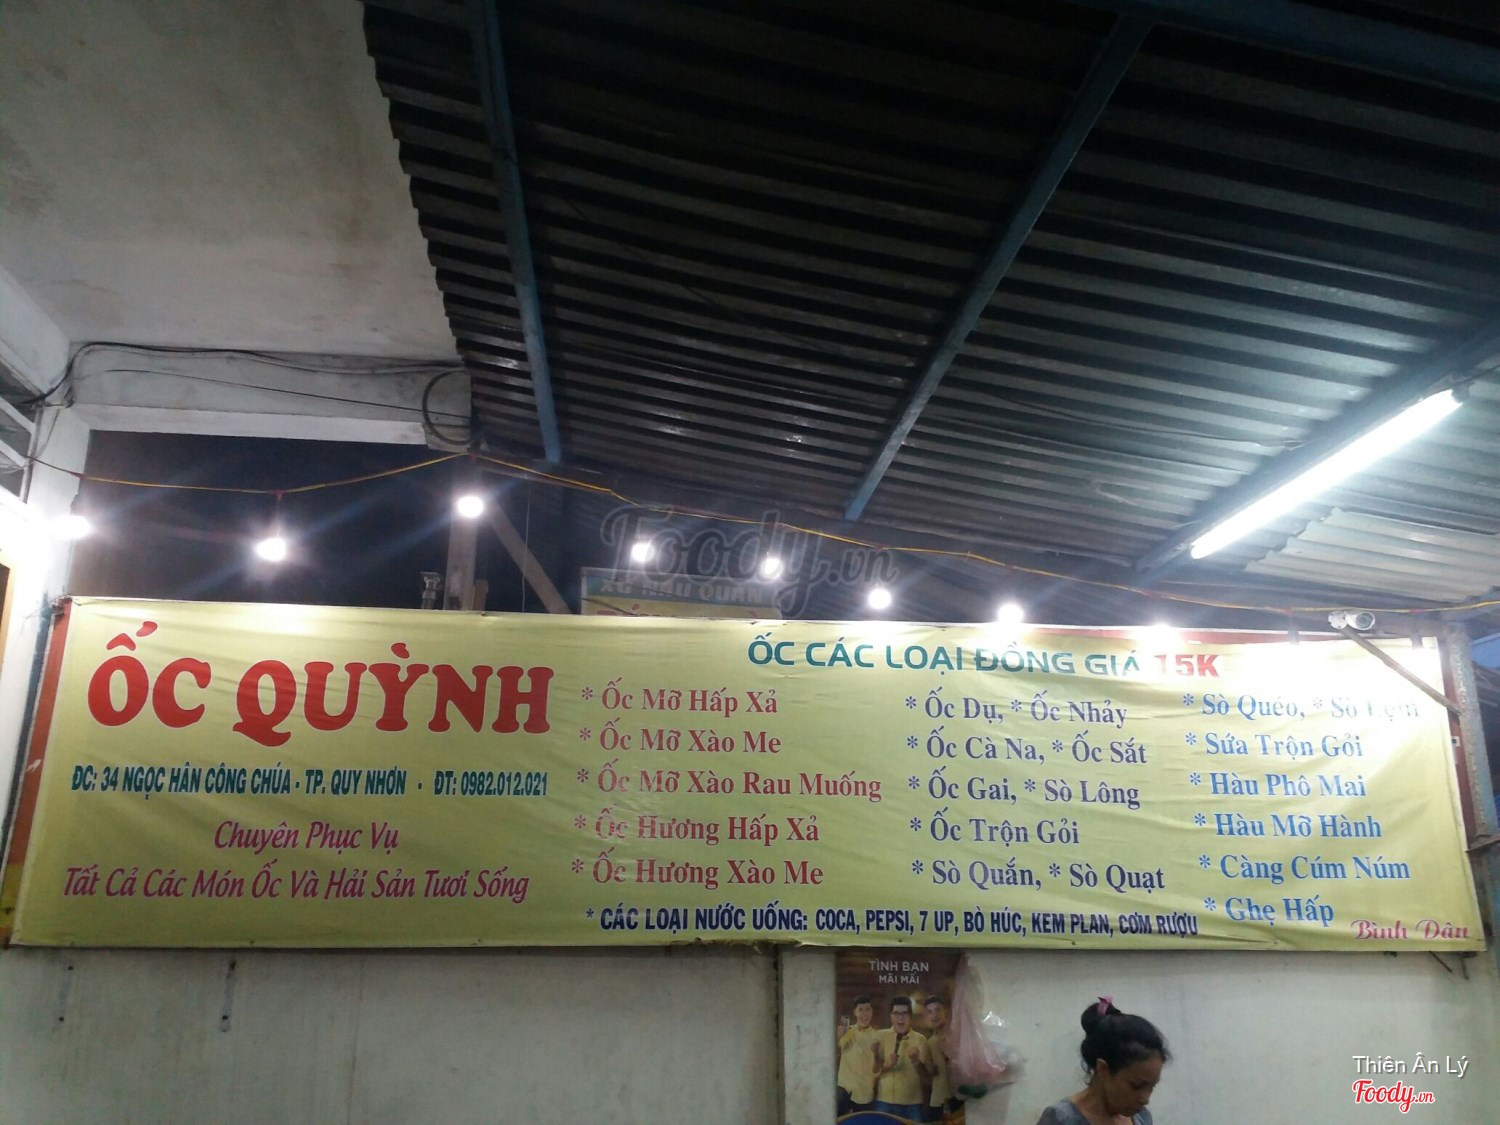 Foody.vn
XÔ HẢO QUÁN
ỐC QUỲNH
ĐC: 34 NGỌC HÂN CÔNG CHÚA - TP. QUY NHƠN - ĐT: 0982.012.021
Chuyên Phục Vụ
Tất Cả Các Món Ốc Và Hải Sản Tươi Sống
ỐC CÁC LOẠI ĐỒNG GIÁ 15K
* Ốc Mỡ Hấp Xả
* Ốc Mỡ Xào Me
* Ốc Mỡ Xào Rau Muống
* Ốc Hương Hấp Xả
* Ốc Hương Xào Me
* Ốc Dụ, * Ốc Nhảy
* Ốc Cà Na, * Ốc Sắt
* Ốc Gai, * Sò Lông
* Ốc Trộn Gỏi
* Sò Quắn, * Sò Quạt
* Sò Quéo, * Sò
* Sứa Trộn Gỏi
* Hàu Phô Mai
* Hàu Mỡ Hành
* Càng Cúm Núm
* Ghẹ Hấp
* CÁC LOẠI NƯỚC UỐNG: COCA, PEPSI, 7 UP, BÒ HÚC, KEM PLAN, CƠM RƯỢU
Bình Dân
TÌNH BẠN
MÃI MÃI
Thiên Ân Lý
Foody.vn